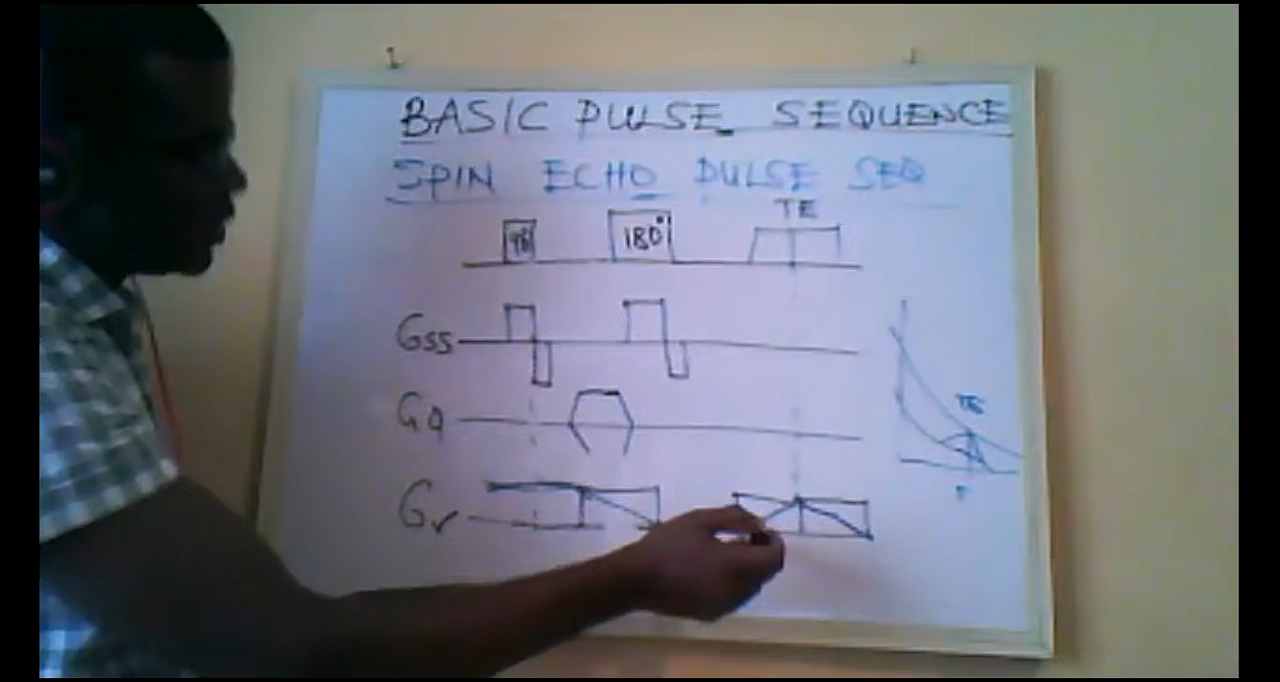 BASIC PULSE SEQUENCE
SPIN ECHO PULSE SEQ
TE
90 180°
Gss
TE
Gφ
Gr